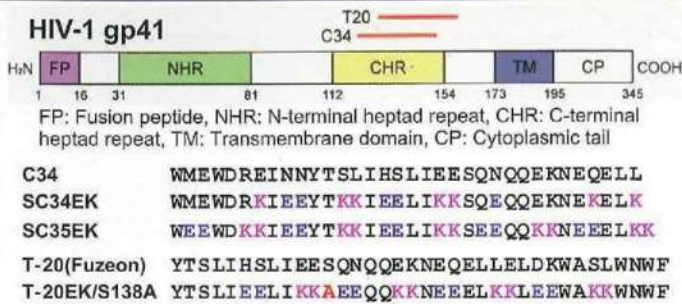 T20
HIV-1 gp41
C34
H₂N FP NHR CHR TM CP COOH
1 16 31 81 112 154 173 195 345
FP: Fusion peptide, NHR: N-terminal heptad repeat, CHR: C-terminal
heptad repeat, TM: Transmembrane domain, CP: Cytoplasmic tail
C34 WMEWDREINNYTSLIHSLIEESQNQQEKNEQELL
SC34EK WMEWDRKIEEYTKKIEELIKKSQEQQEKNEKELK
SC35EK WEEWDKKIEEYTKKIEELIKKSEEQQKKNEEELKK
T-20(Fuzeon) YTSLIHSLIEESQNQQEKNEQELLELDKWASLWNWF
T-20EK/S138A YTSLIEELIKKAEEQQKKNEEELKKLEEWAKKWNWF